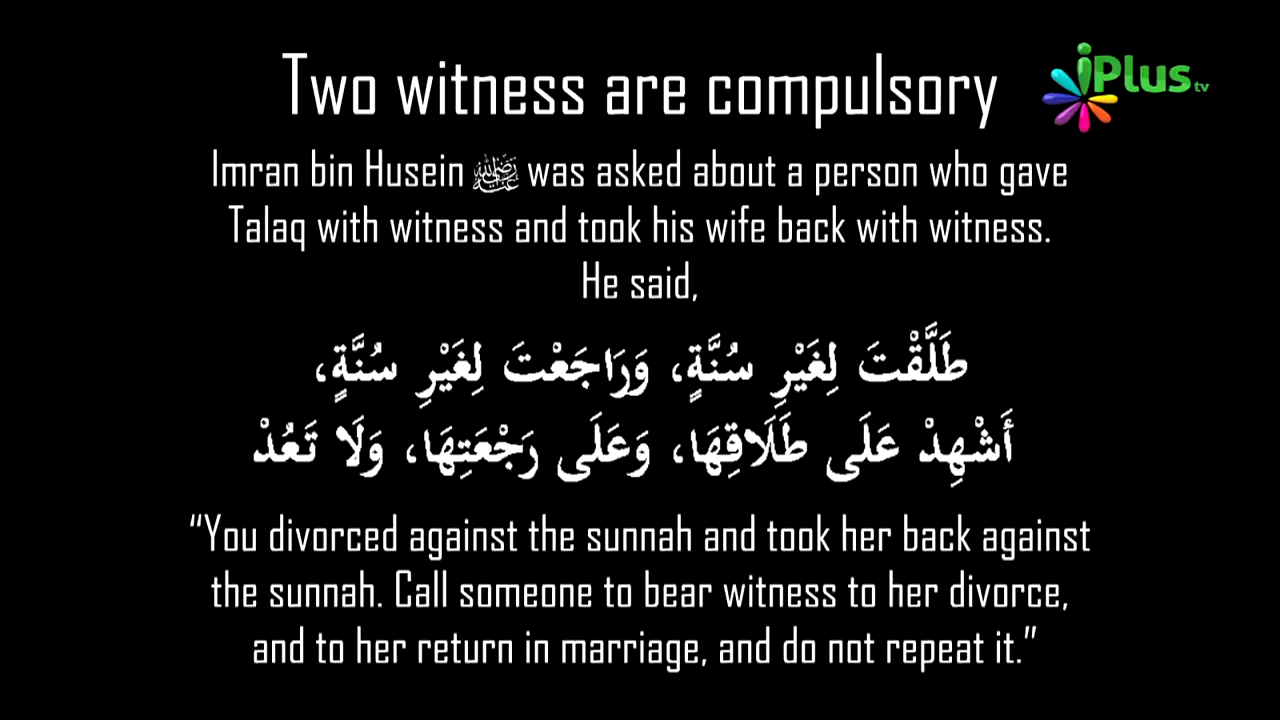 Two witness are compulsory
iPlus tv
Imran bin Husein رضي الله عنه was asked about a person who gave
Talaq with witness and took his wife back with witness.
He said,
طَلَّقْتَ لِغَيْرِ سُنَّةٍ، وَرَاجَعْتَ لِغَيْرِ سُنَّةٍ،
أَشْهِدْ عَلَى طَلَاقِهَا، وَعَلَى رَجْعَتِهَا، وَلَا تَعُدْ
“You divorced against the sunnah and took her back against
the sunnah. Call someone to bear witness to her divorce,
and to her return in marriage, and do not repeat it.”